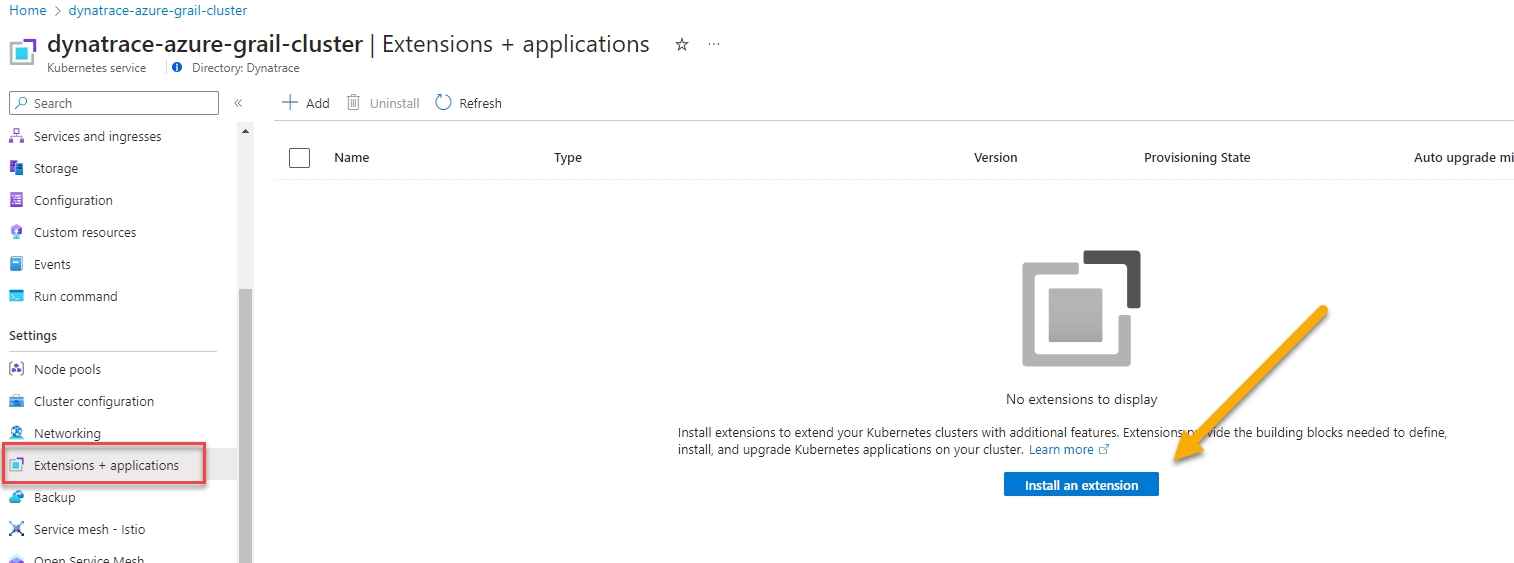 Home > dynatrace-azure-grail-cluster
dynatrace-azure-grail-cluster | Extensions + applications
Kubernetes service
Directory: Dynatrace
Search
Add
Uninstall
Refresh
Services and ingresses
Storage
Configuration
Custom resources
Events
Run command
Settings
Node pools
Cluster configuration
Networking
Extensions + applications
Backup
Service mesh - Istio
Open Service Mesh
Name
Type
Version
Provisioning State
Auto upgrade mi
No extensions to display
Install extensions to extend your Kubernetes clusters with additional features. Extensions provide the building blocks needed to define,
install, and upgrade Kubernetes applications on your cluster. Learn more
Install an extension